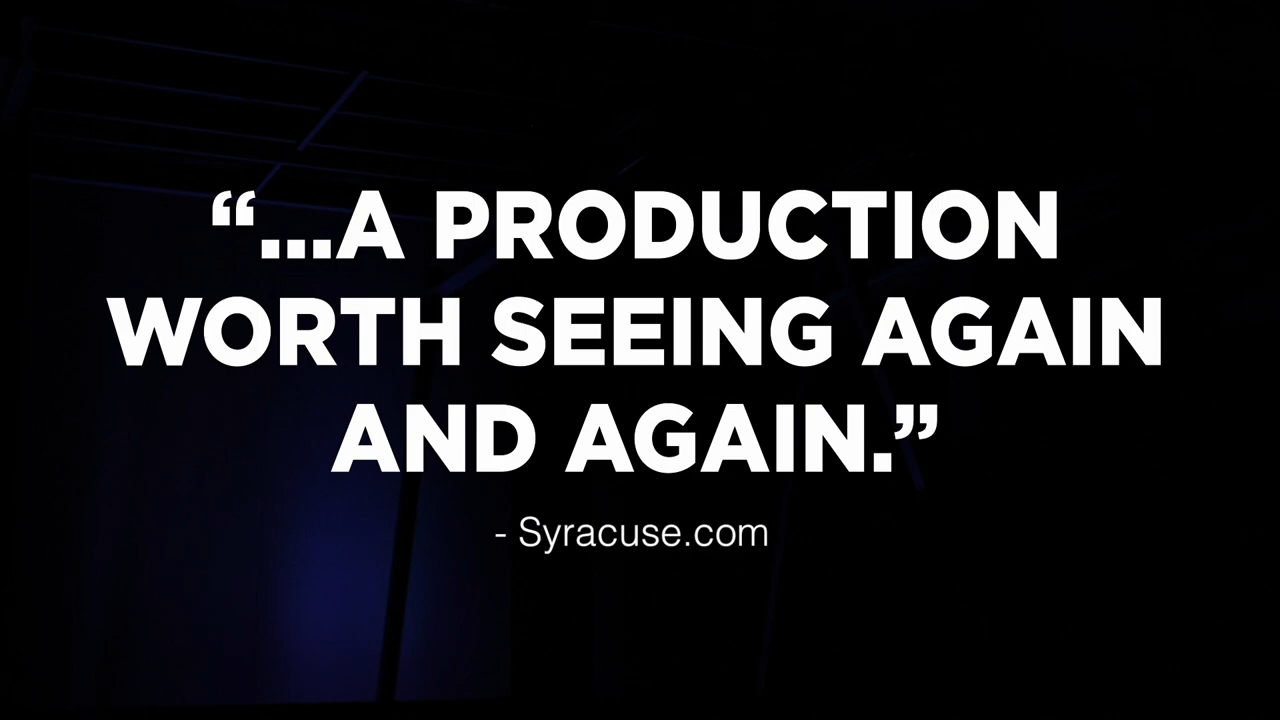 “...A PRODUCTION
WORTH SEEING AGAIN
AND AGAIN.”
- Syracuse.com